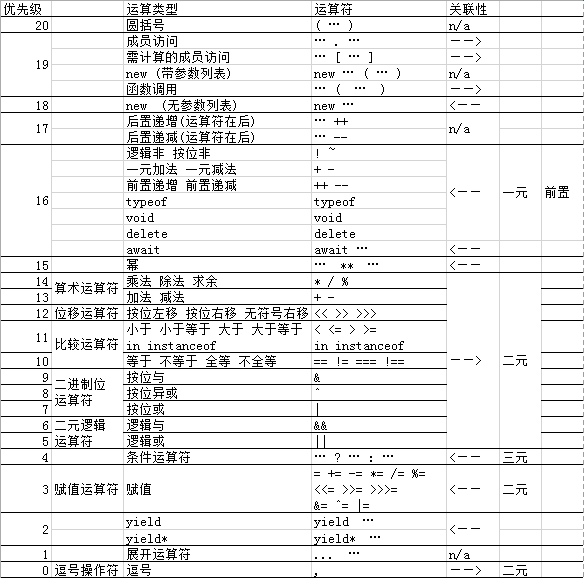 优先级 运算类型 运算符 关联性
20 圆括号 ( … ) n/a
19 成员访问 … . … -->
需计算的成员访问 … [ … ] -->
new (带参数列表) new … ( … ) n/a
函数调用 … ( … ) -->
18 new (无参数列表) new … <--
17 后置递增(运算符在后) … ++ n/a
后置递减(运算符在后) … --
16 逻辑非 按位非 ! ~ <-- 一元 前置
一元加法 一元减法 + -
前置递增 前置递减 ++ --
typeof typeof
void void
delete delete
await await … <--
15 幂 … ** … <--
14 算术运算符 乘法 除法 求余 * / % --> 二元
13 加法 减法 + -
12 位移运算符 按位左移 按位右移 无符号右移 << >> >>>
11 比较运算符 小于 小于等于 大于 大于等于 < <= > >=
in instanceof in instanceof
10 等于 不等于 全等 不全等 == != === !==
9 二进制位 按位与 &
8 运算符 按位异或 ^
7 按位或 |
6 二元逻辑 逻辑与 &&
5 运算符 逻辑或 ||
4 条件运算符 … ? … : … <-- 三元
3 赋值运算符 赋值 = += -= *= /= %= <-- 二元
<<= >>= >>>=
&= ^= |=
2 yield yield … <--
yield* yield* …
1 展开运算符 ... … n/a
0 逗号操作符 逗号 , --> 二元